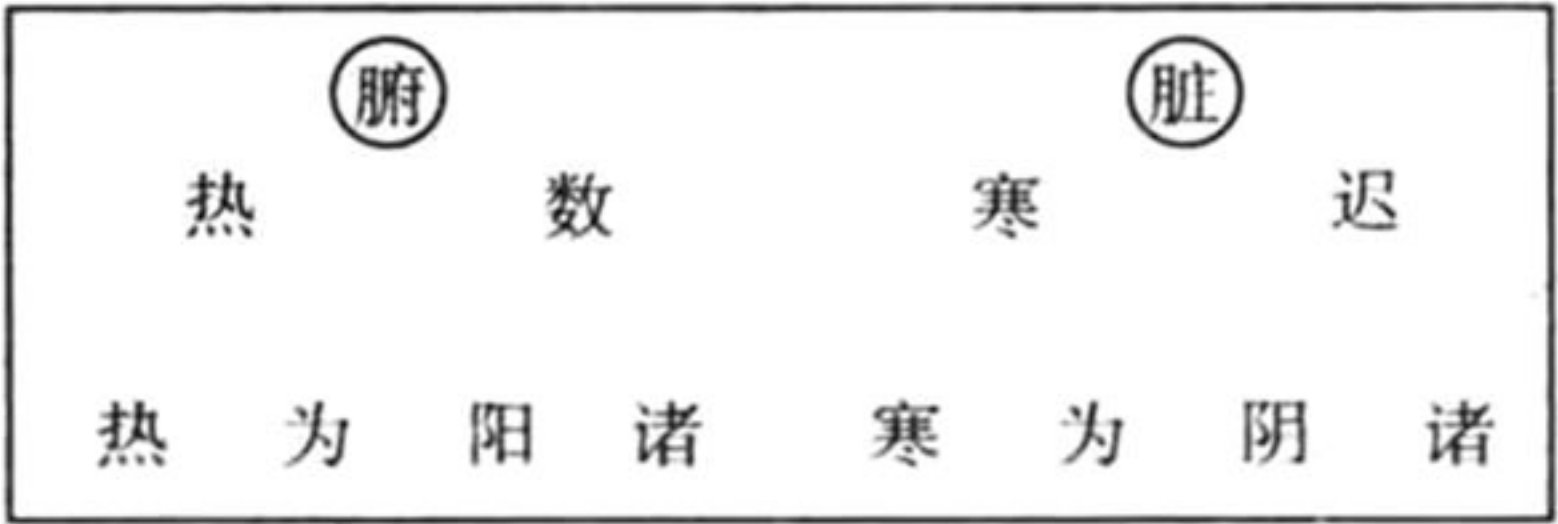 腑 脏
热 数 寒 迟
热 为 阳 诸 寒 为 阴 诸